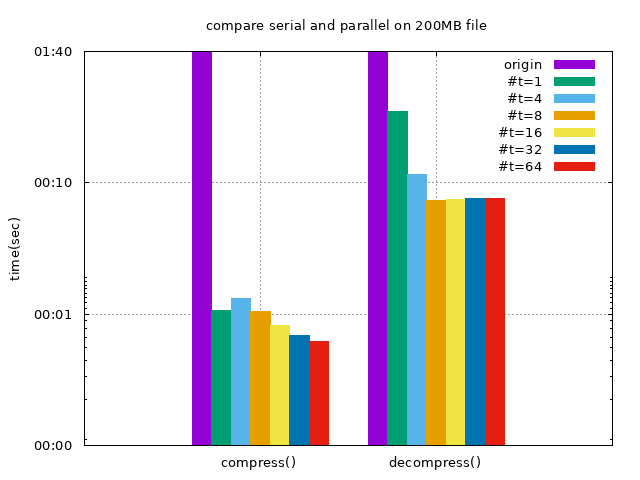 compare serial and parallel on 200MB file
01:40
00:10
00:01
00:00
time(sec)
origin
#t=1
#t=4
#t=8
#t=16
#t=32
#t=64
compress()
decompress()